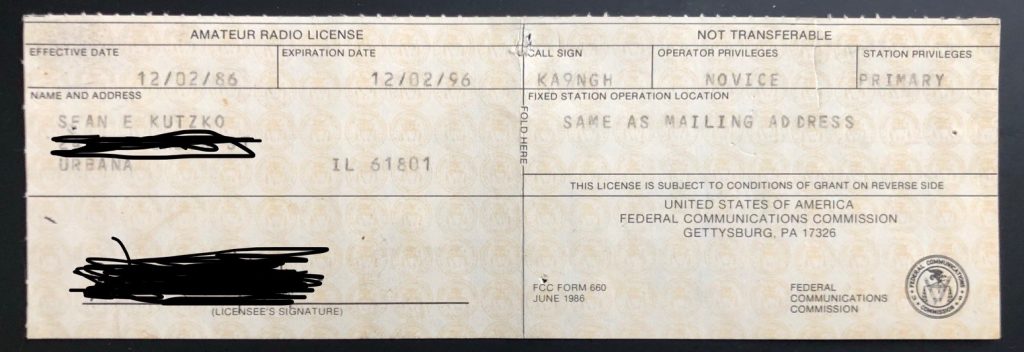 AMATEUR RADIO LICENSE
EFFECTIVE DATE
12/02/86
EXPIRATION DATE
12/02/96
NAME AND ADDRESS
SEAN E KUTZKO
URBANA IL 61801
(LICENSEE'S SIGNATURE)
FOLD HERE
NOT TRANSFERABLE
CALL SIGN
KA9NGH
OPERATOR PRIVILEGES
NOVICE
STATION PRIVILEGES
PRIMARY
FIXED STATION OPERATION LOCATION
SAME AS MAILING ADDRESS
THIS LICENSE IS SUBJECT TO CONDITIONS OF GRANT ON REVERSE SIDE
UNITED STATES OF AMERICA
FEDERAL COMMUNICATIONS COMMISSION
GETTYSBURG, PA 17326
FCC FORM 660
JUNE 1986
FEDERAL
COMMUNICATIONS
COMMISSION
FEDERAL COMMUNICATIONS COMMISSION